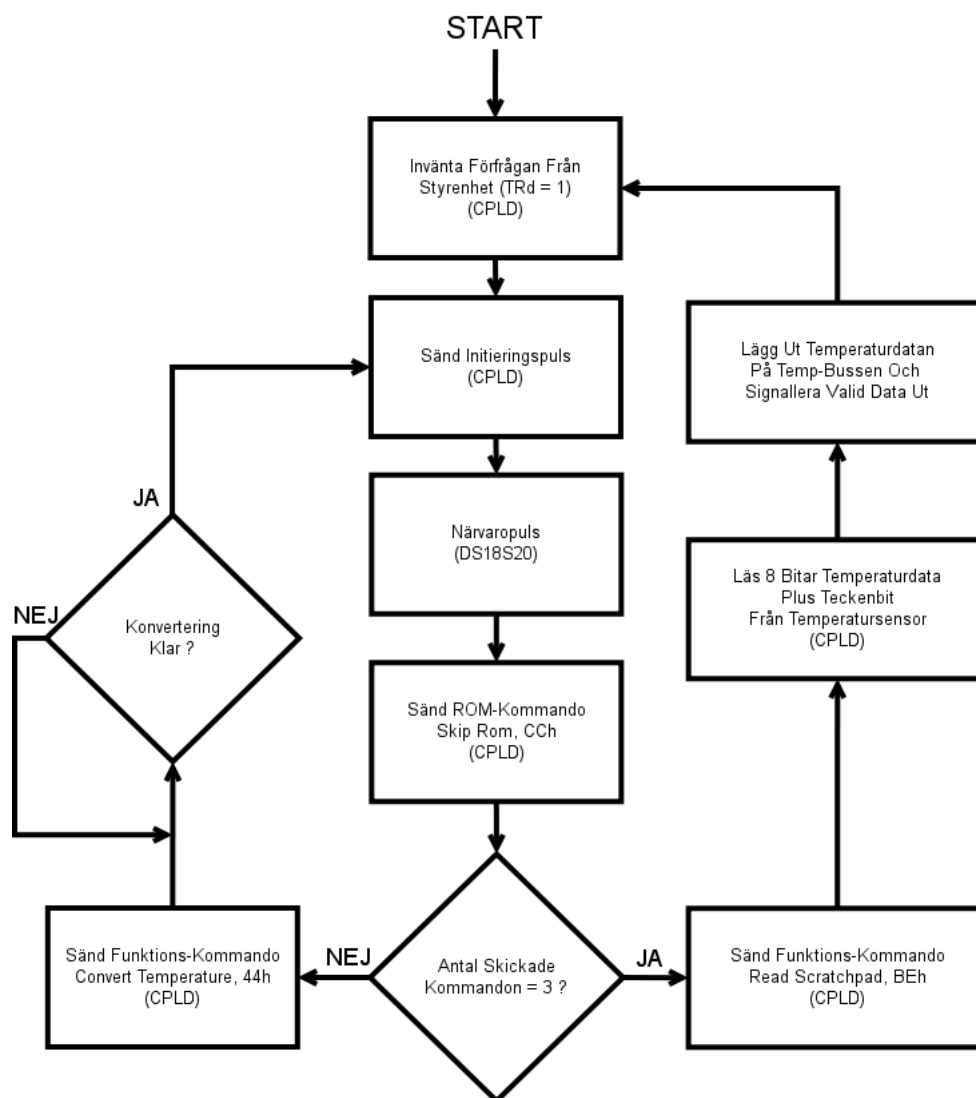 START
Invänta Förfrågan Från
Styrenhet (TRd = 1)
(CPLD)
Sänd Initieringspuls
(CPLD)
Lägg Ut Temperaturdatan
På Temp-Bussen Och
Signallera Valid Data Ut
JA
Närvaropuls
(DS18S20)
NEJ
Konvertering
Klar ?
Läs 8 Bitar Temperaturdata
Plus Teckenbit
Från Temperatursensor
(CPLD)
Sänd ROM-Kommando
Skip Rom, CCh
(CPLD)
Sänd Funktions-Kommando
Convert Temperature, 44h
(CPLD)
NEJ
Antal Skickade
Kommandon = 3 ?
JA
Sänd Funktions-Kommando
Read Scratchpad, BEh
(CPLD)